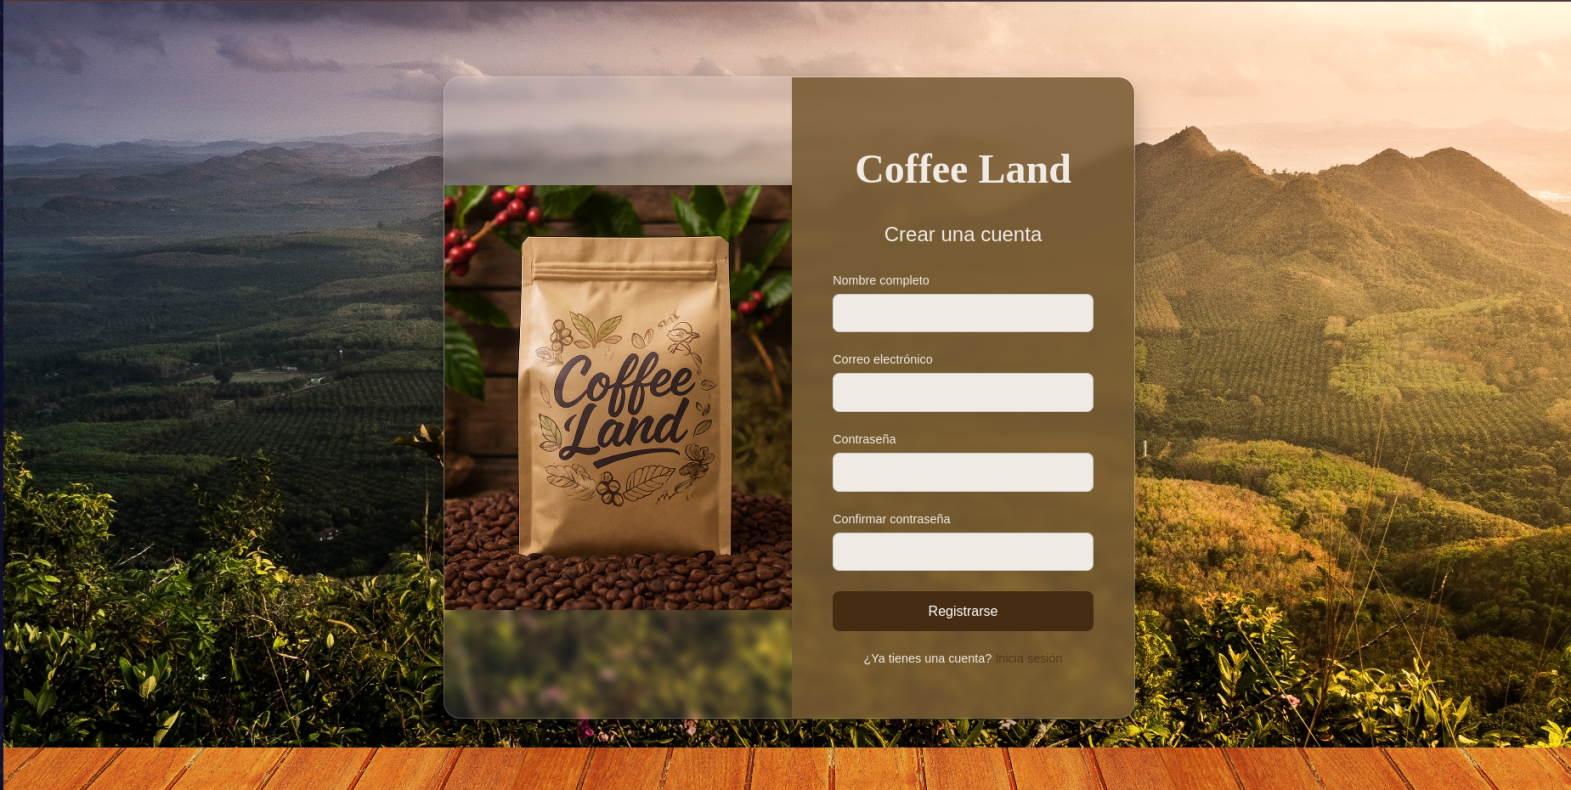 Coffee
Land
Coffee Land
Crear una cuenta
Nombre completo
Correo electrónico
Contraseña
Confirmar contraseña
Registrarse
¿Ya tienes una cuenta? Inicia sesión